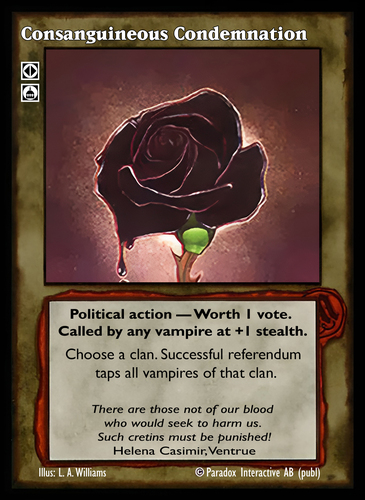 Consanguineous Condemnation
Political action — Worth 1 vote.
Called by any vampire at +1 stealth.
Choose a clan. Successful referendum
taps all vampires of that clan.
There are those not of our blood
who would seek to harm us.
Such cretins must be punished!
Helena Casimir, Ventrue
Illus: L. A. Williams
© Paradox Interactive AB (publ)